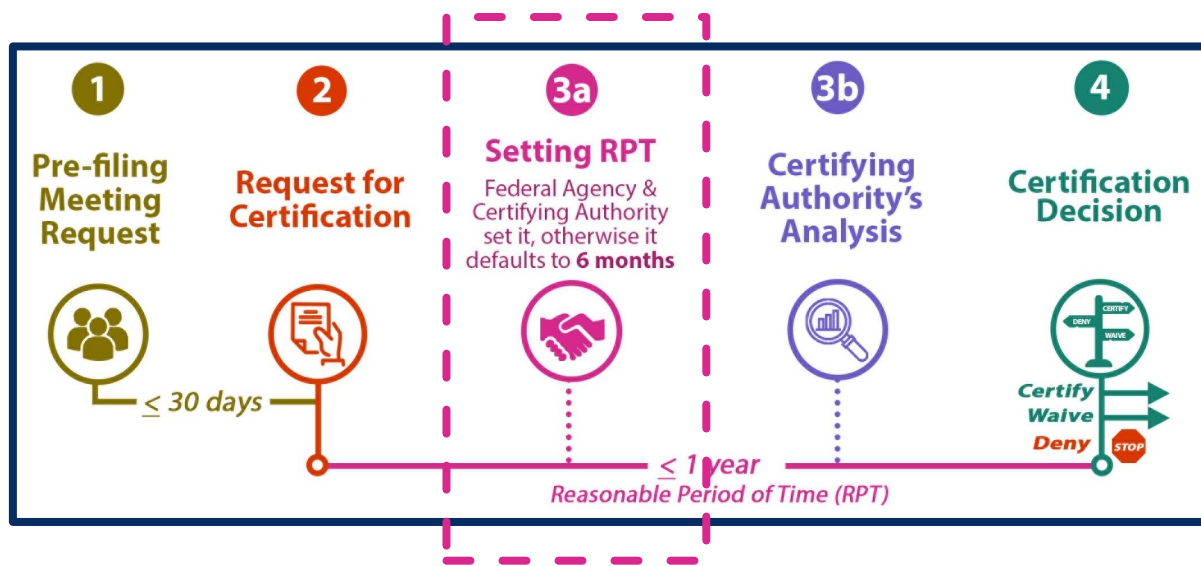 1
Pre-filing
Meeting
Request
≤ 30 days
2
Request for
Certification
3a
Setting RPT
Federal Agency &
Certifying Authority
set it, otherwise it
defaults to 6 months
3b
Certifying
Authority's
Analysis
4
Certification
Decision
CERTIFY
DENY
WAIVE
Certify
Waive
Deny STOP
≤ 1 year
Reasonable Period of Time (RPT)